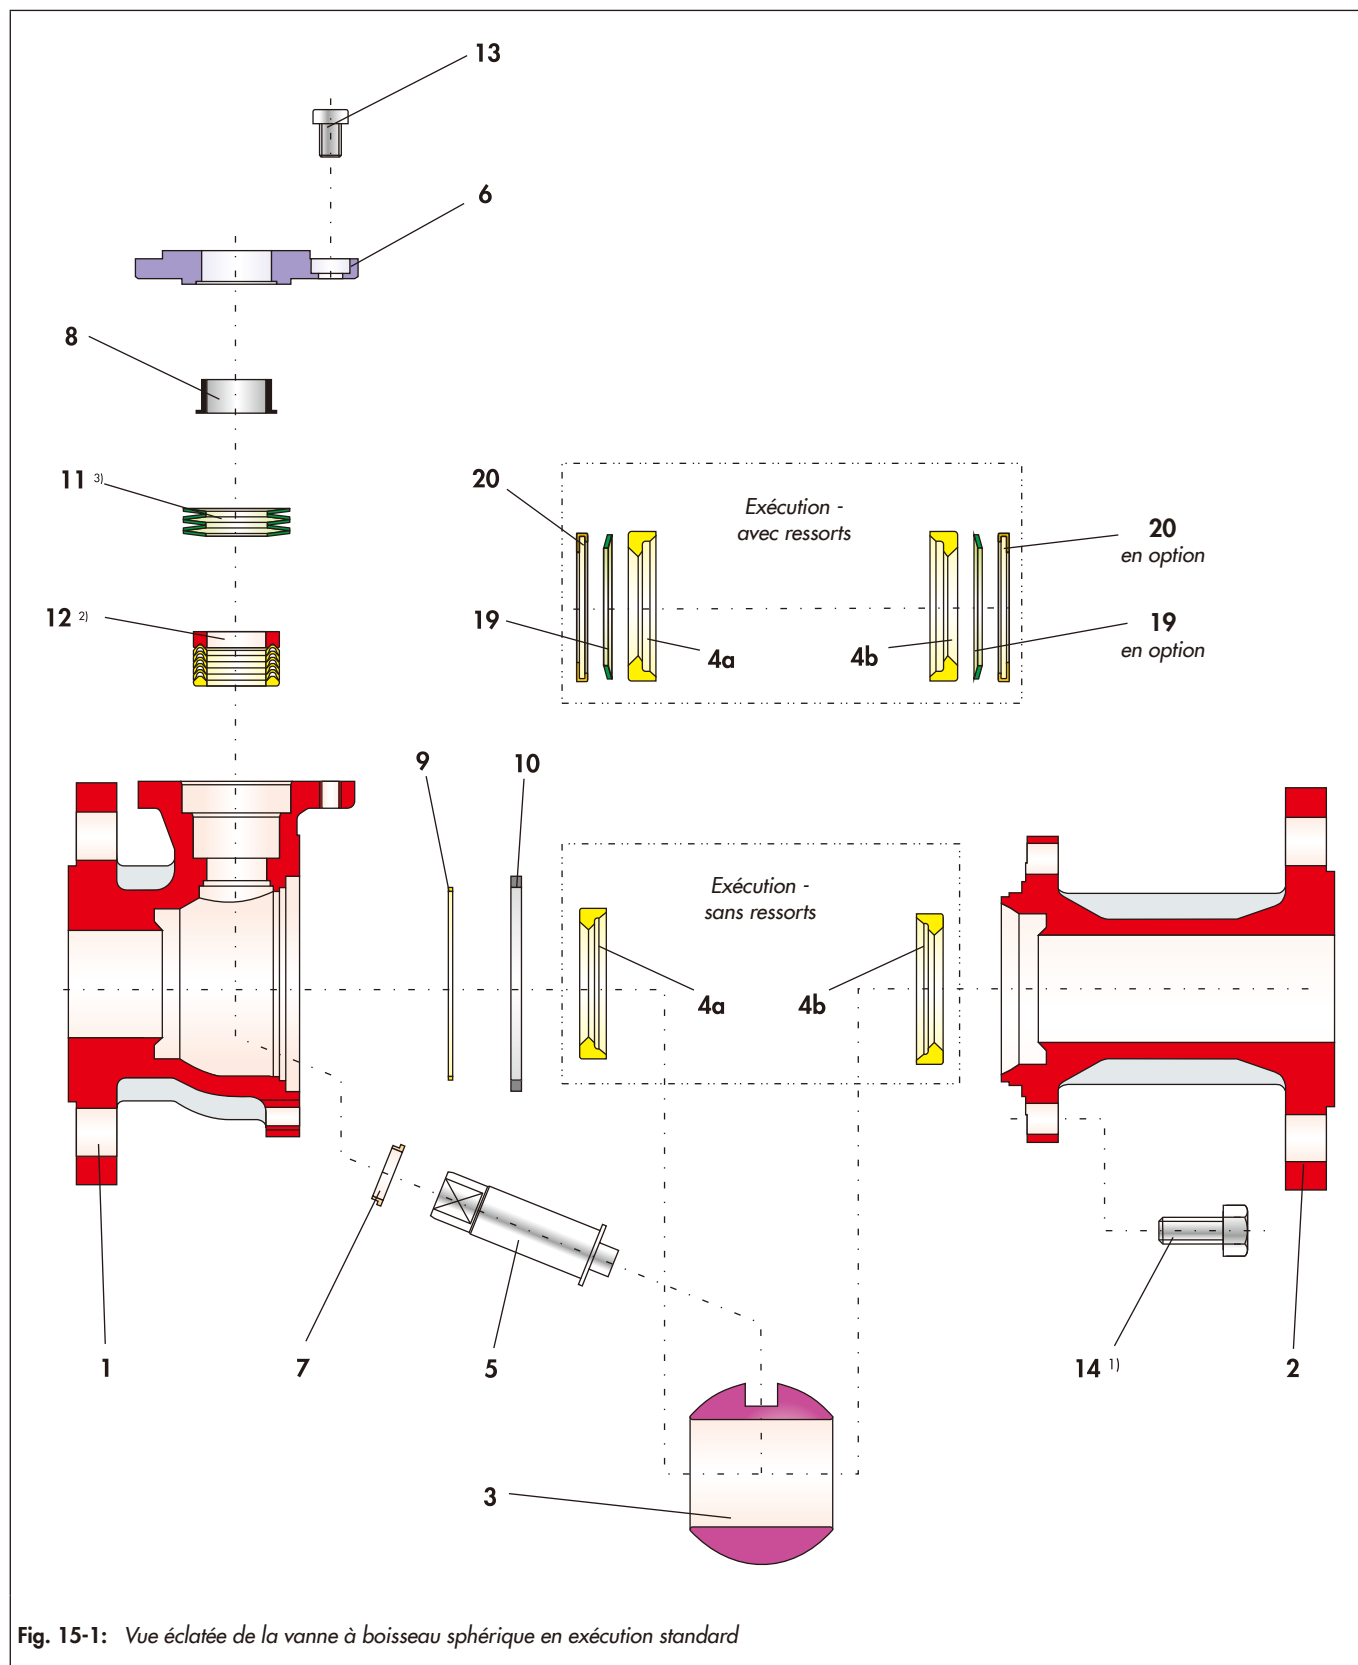 13
6
8
11 3)
20
Exécution -
avec ressorts
20
en option
12 2)
19
4a
4b
19
en option
9
10
Exécution -
sans ressorts
4a
4b
1
7
5
14 1)
2
3
Fig. 15-1: Vue éclatée de la vanne à boisseau sphérique en exécution standard